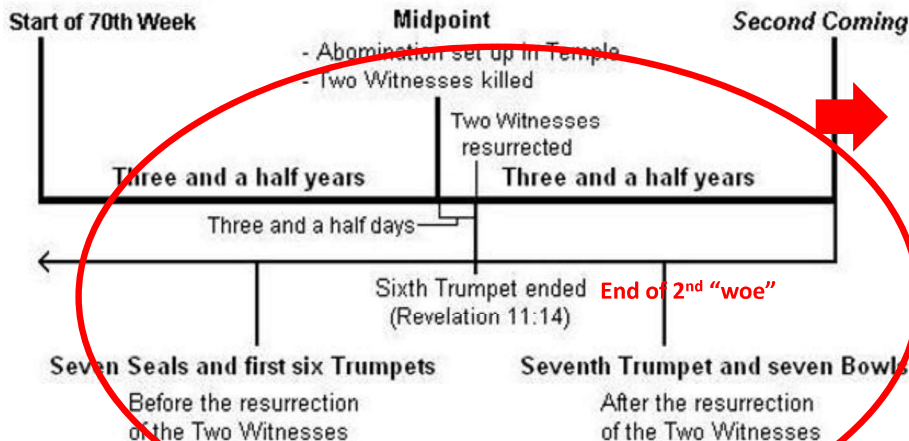 Start of 70th Week
Midpoint
Second Coming
- Abomination set up in Temple
- Two Witnesses killed
Two Witnesses
resurrected
Three and a half years
Three and a half years
Three and a half days
Sixth Trumpet ended
(Revelation 11:14)
End of 2nd “woe”
Seven Seals and first six Trumpets
Before the resurrection
of the Two Witnesses
Seventh Trumpet and seven Bowls
After the resurrection
of the Two Witnesses